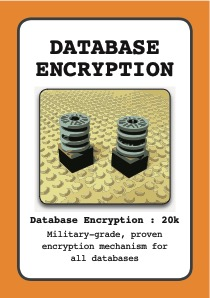 DATABASE
ENCRYPTION
Database Encryption : 20k
Military-grade, proven
encryption mechanism for
all databases